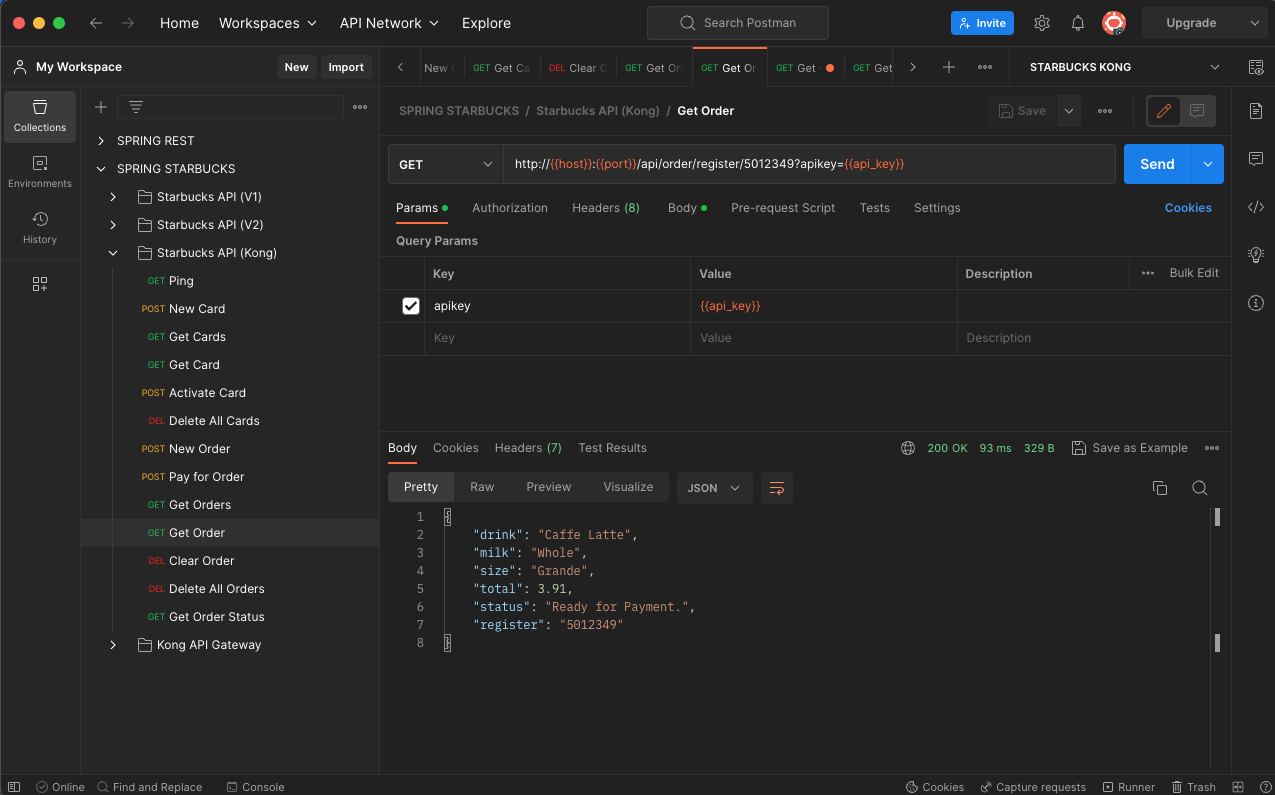 Home Workspaces API Network Explore Search Postman Invite Upgrade
My Workspace New Import
New GET Get Ca DEL Clear GET Get Or GET Get Or GET Get GET Get STARBUCKS KONG
Collections
Environments
History
SPRING REST
SPRING STARBUCKS
Starbucks API (V1)
Starbucks API (V2)
Starbucks API (Kong)
GET Ping
POST New Card
GET Get Cards
GET Get Card
POST Activate Card
DEL Delete All Cards
POST New Order
POST Pay for Order
GET Get Orders
GET Get Order
DEL Clear Order
DEL Delete All Orders
GET Get Order Status
Kong API Gateway
SPRING STARBUCKS / Starbucks API (Kong) / Get Order Save
GET http://{{host}}:{{port}}/api/order/register/5012349?apikey={{api_key}} Send
Params Authorization Headers (8) Body Pre-request Script Tests Settings Cookies
Query Params
Key Value Description Bulk Edit
apikey {{api_key}}
Key Value Description
Body Cookies Headers (7) Test Results 200 OK 93 ms 329 B Save as Example
Pretty Raw Preview Visualize JSON
1 {
2 "drink": "Caffe Latte",
3 "milk": "Whole",
4 "size": "Grande",
5 "total": 3.91,
6 "status": "Ready for Payment.",
7 "register": "5012349"
8 }
Online Find and Replace Console Cookies Capture requests Runner Trash